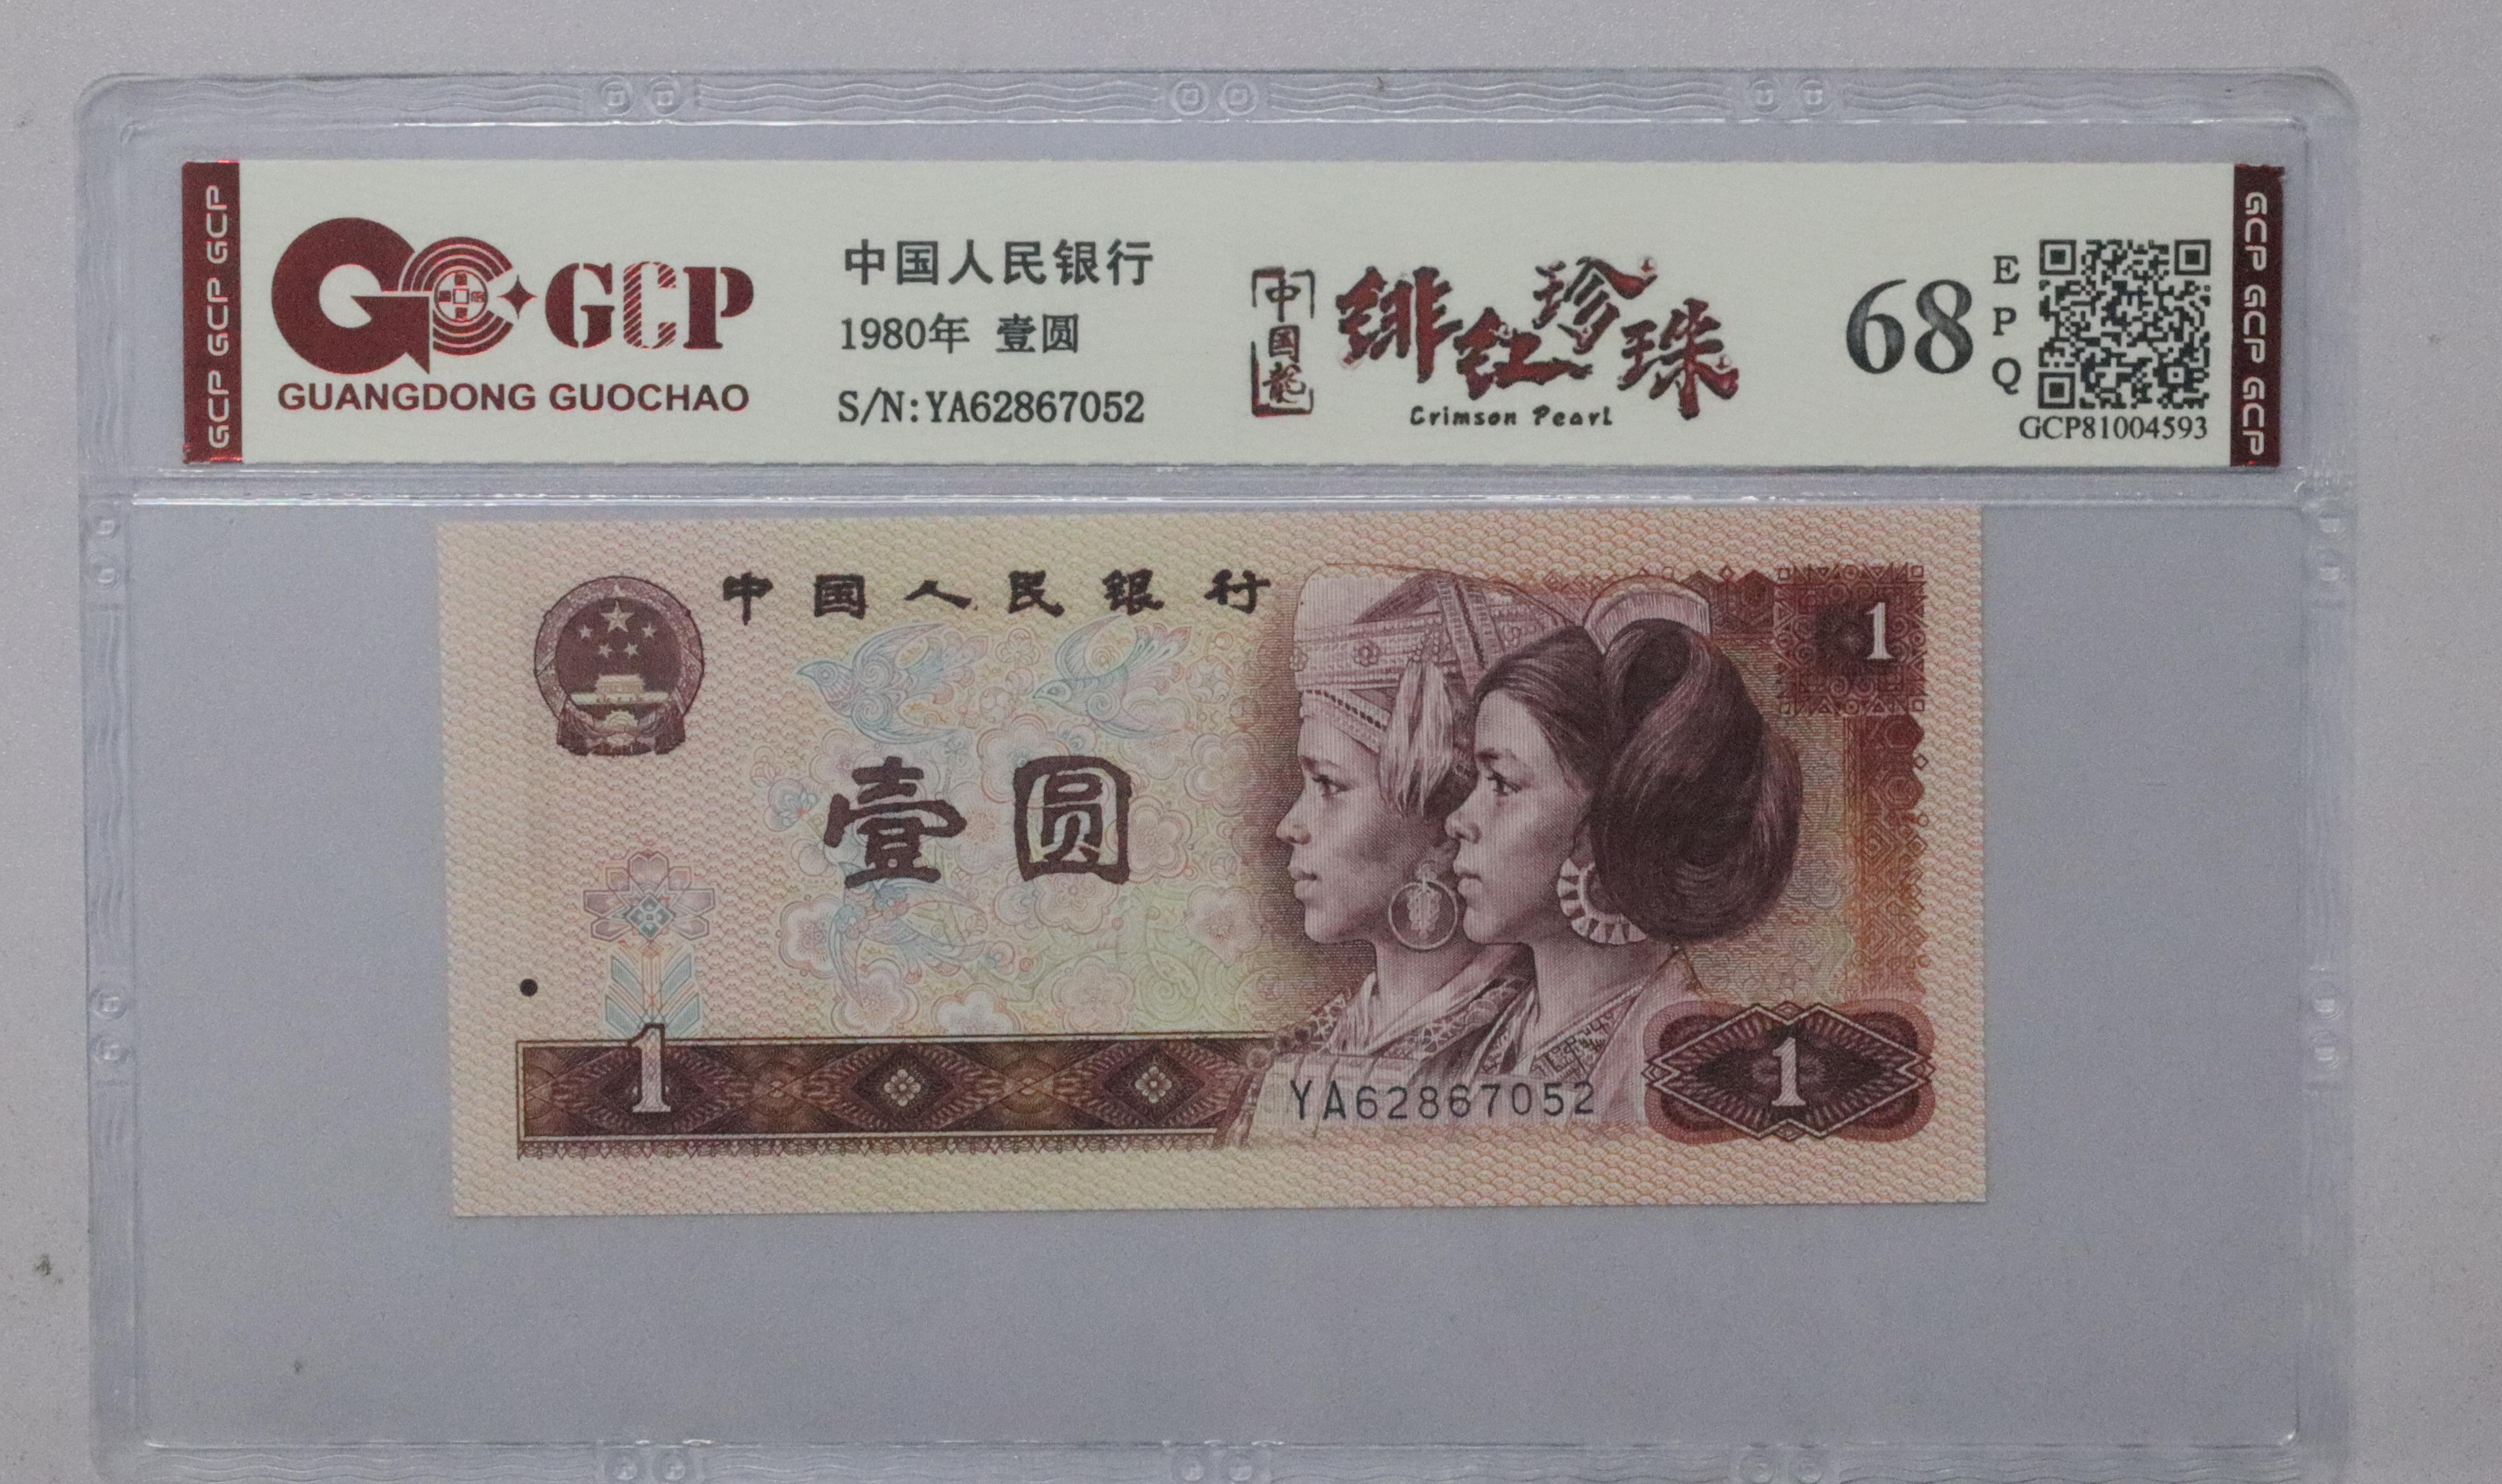 GCP GCP GCP
GCP
GUANGDONG GUOCHAO
中国人民银行
1980年 壹圆
S/N:YA62867052
中国龍
绯红珍珠
Crimson Pearl
68
EPQ
GCP81004593
GCP GCP GCP
中国人民银行
1
壹圆
1
YA62867052
1